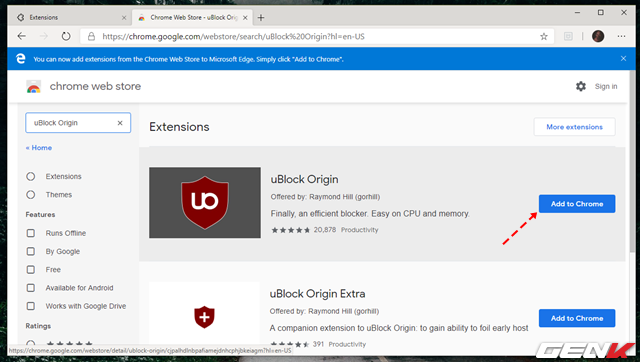 Extensions
Chrome Web Store - uBlock Ori
https://chrome.google.com/webstore/search/uBlock%20Origin?hl=en-US
You can now add extensions from the Chrome Web Store to Microsoft Edge. Simply click "Add to Chrome".
chrome web store
Sign in
uBlock Origin
« Home
Extensions
Themes
Features
Runs Offline
By Google
Free
Available for Android
Works with Google Drive
Ratings
Extensions
More extensions
uBlock Origin
Offered by: Raymond Hill (gorhill)
Finally, an efficient blocker. Easy on CPU and memory.
20,878 Productivity
Add to Chrome
uBlock Origin Extra
Offered by: Raymond Hill (gorhill)
A companion extension to uBlock Origin: to gain ability to foil early host
391 Productivity
Add to Chrome
https://chrome.google.com/webstore/detail/ublock-origin/cjpalhdlnbpafiamejdnhcphjbkeiagm?hl=en-US
GENK